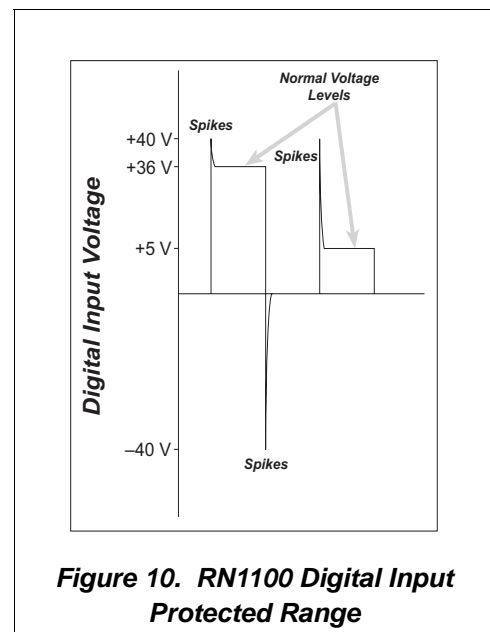 Normal Voltage
Levels
Spikes
+40 V
Spikes
+36 V
+5 V
Digital Input Voltage
–40 V
Spikes
Figure 10. RN1100 Digital Input
Protected Range